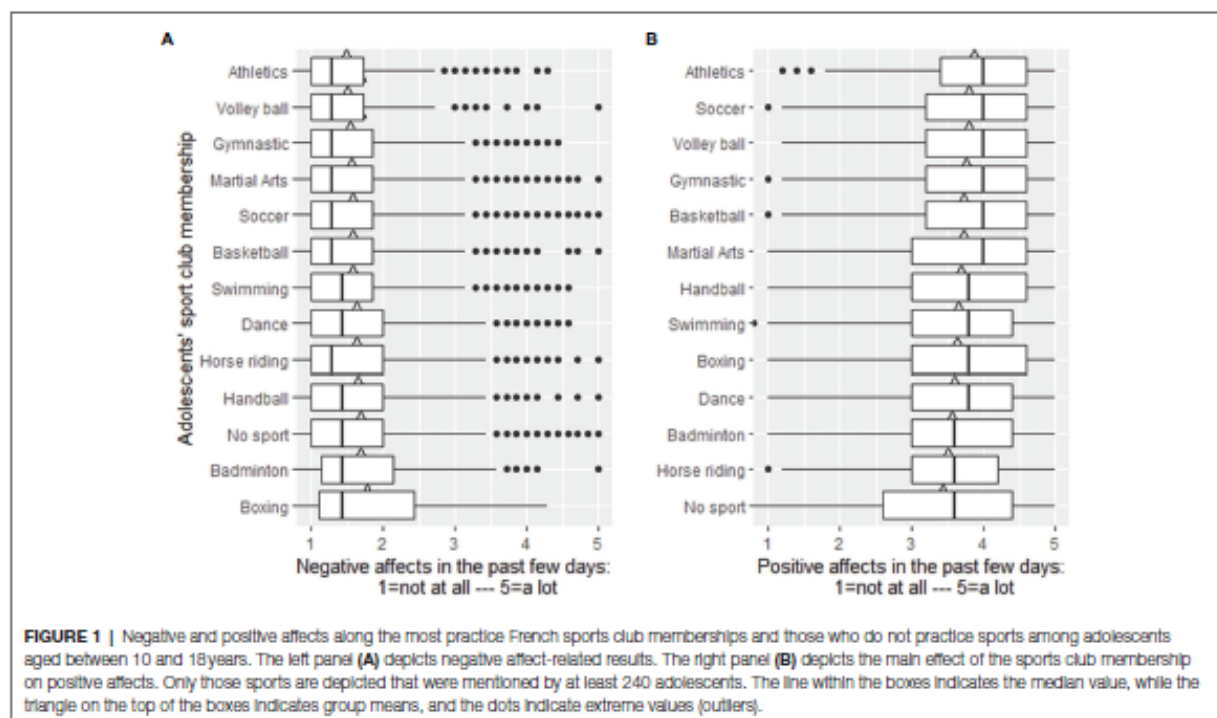 A
Athletics
Volley ball
Gymnastic
Martial Arts
Soccer
Basketball
Swimming
Dance
Horse riding
Handball
No sport
Badminton
Boxing
Adolescents' sport club membership
1 2 3 4 5
Negative affects in the past few days:
1=not at all --- 5=a lot
B
Athletics
Soccer
Volley ball
Gymnastic
Basketball
Martial Arts
Handball
Swimming
Boxing
Dance
Badminton
Horse riding
No sport
1 2 3 4 5
Positive affects in the past few days:
1=not at all --- 5=a lot
FIGURE 1 | Negative and positive affects along the most practice French sports club memberships and those who do not practice sports among adolescents
aged between 10 and 18years. The left panel (A) depicts negative affect-related results. The right panel (B) depicts the main effect of the sports club membership
on positive affects. Only those sports are depicted that were mentioned by at least 240 adolescents. The line within the boxes indicates the median value, while the
triangle on the top of the boxes indicates group means, and the dots indicate extreme values (outliers).